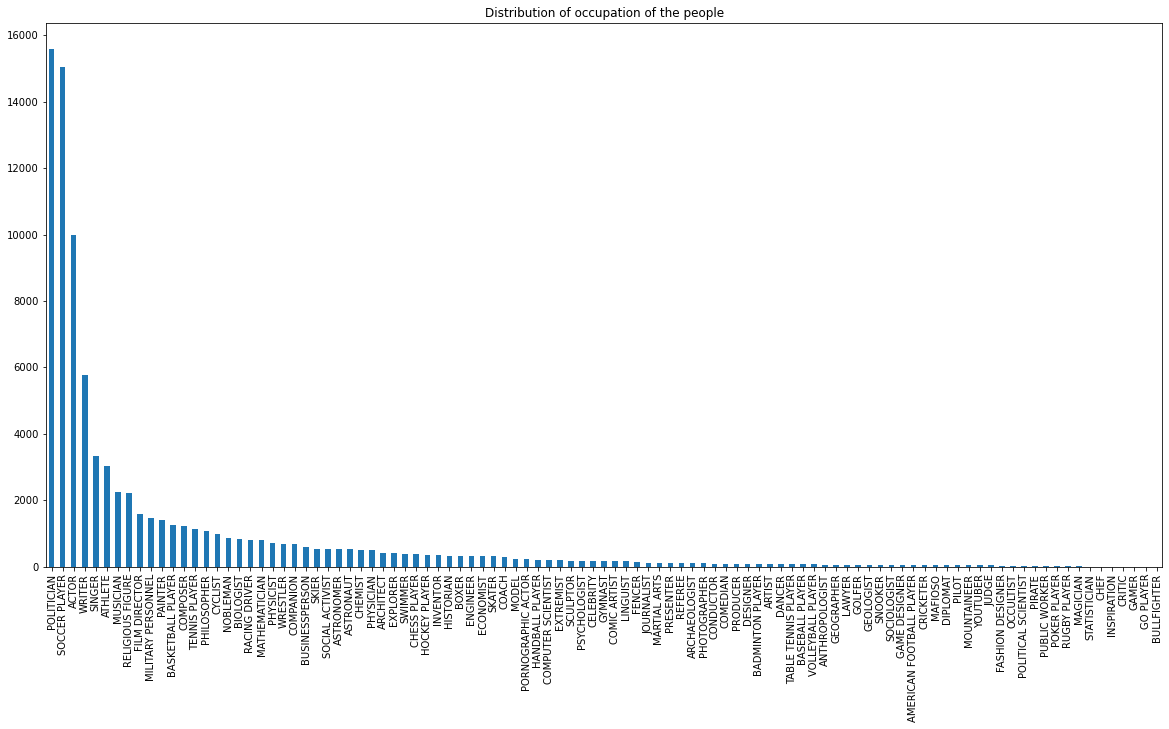 Distribution of occupation of the people
16000
14000
12000
10000
8000
6000
4000
2000
0
POLITICIAN
SOCCER PLAYER
ACTOR
WRITER
SINGER
ATHLETE
MUSICIAN
RELIGIOUS FIGURE
FILM DIRECTOR
MILITARY PERSONNEL
PAINTER
BASKETBALL PLAYER
COMPOSER
TENNIS PLAYER
PHILOSOPHER
CYCLIST
NOBLEMAN
BIOLOGIST
RACING DRIVER
MATHEMATICIAN
PHYSICIST
WRESTLER
COMPANION
BUSINESSPERSON
SKIER
SOCIAL ACTIVIST
ASTRONOMER
ASTRONAUT
CHEMIST
PHYSICIAN
ARCHITECT
EXPLORER
SWIMMER
CHESS PLAYER
HOCKEY PLAYER
INVENTOR
HISTORIAN
BOXER
ENGINEER
ECONOMIST
SKATER
COACH
MODEL
PORNOGRAPHIC ACTOR
HANDBALL PLAYER
COMPUTER SCIENTIST
EXTREMIST
SCULPTOR
PSYCHOLOGIST
CELEBRITY
GYMNAST
COMIC ARTIST
LINGUIST
FENCER
JOURNALIST
MARTIAL ARTS
PRESENTER
REFEREE
ARCHAEOLOGIST
PHOTOGRAPHER
CONDUCTOR
COMEDIAN
PRODUCER
DESIGNER
BADMINTON PLAYER
ARTIST
DANCER
TABLE TENNIS PLAYER
BASEBALL PLAYER
VOLLEYBALL PLAYER
ANTHROPOLOGIST
GEOGRAPHER
LAWYER
GOLFER
GEOLOGIST
SNOOKER
SOCIOLOGIST
GAME DESIGNER
AMERICAN FOOTBALL PLAYER
CRICKETER
MAFIOSO
DIPLOMAT
PILOT
MOUNTAINEER
YOUTUBER
JUDGE
FASHION DESIGNER
OCCULTIST
POLITICAL SCIENTIST
PIRATE
PUBLIC WORKER
POKER PLAYER
RUGBY PLAYER
MAGICIAN
STATISTICIAN
CHEF
INSPIRATION
CRITIC
GAMER
GO PLAYER
BULLFIGHTER